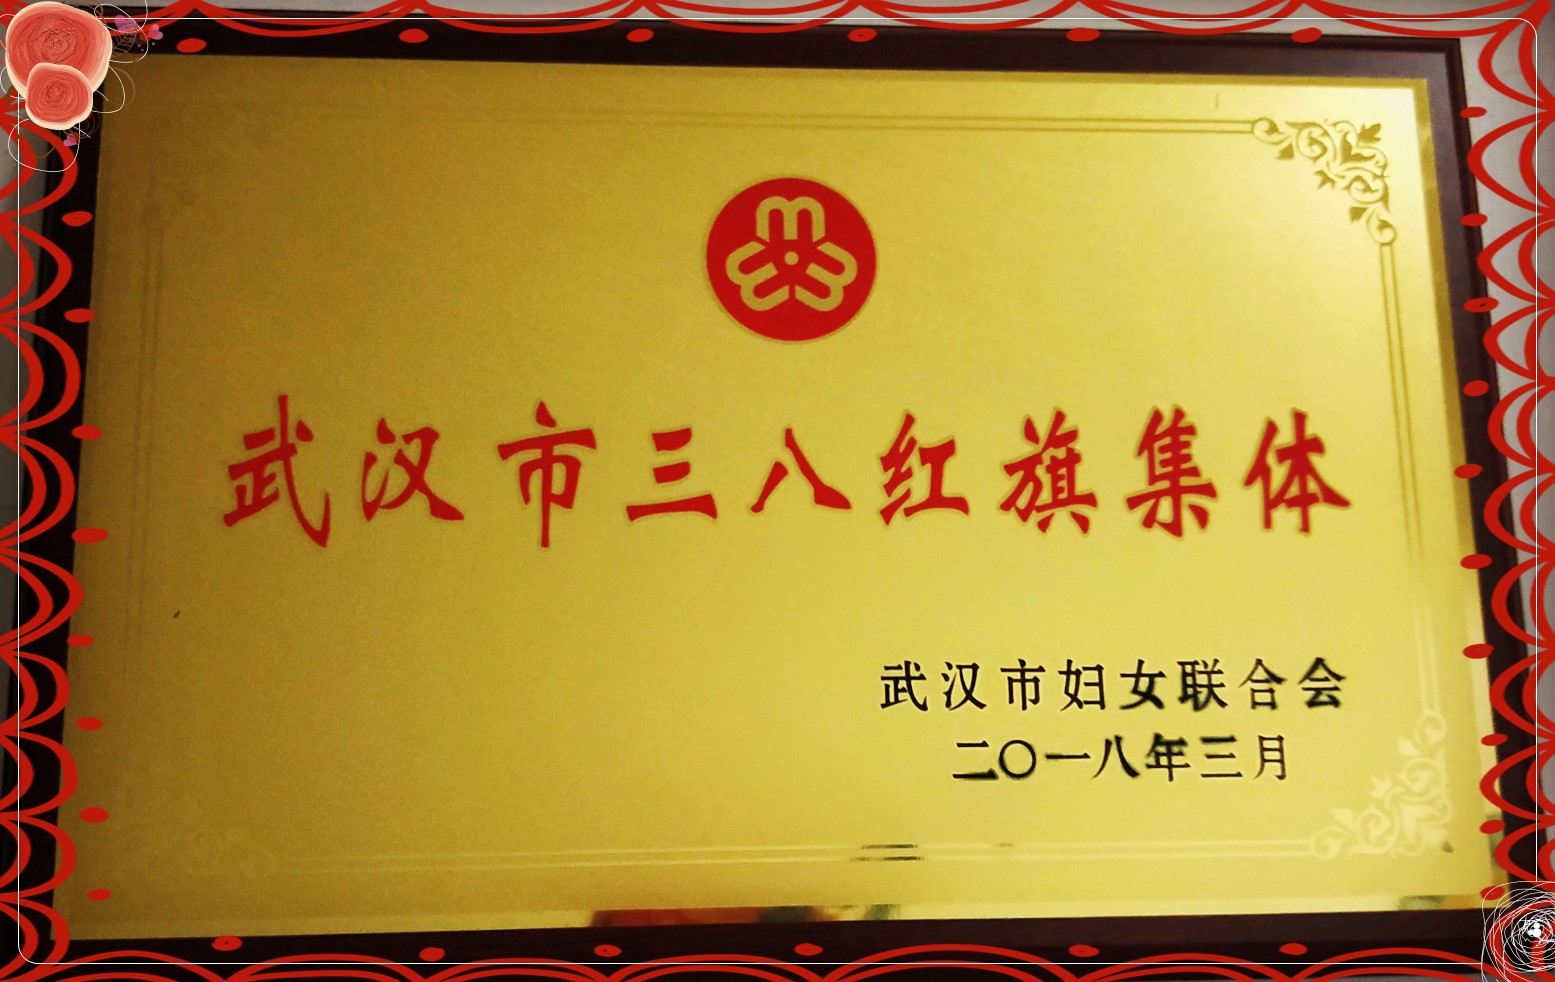 武汉市三八红旗集体
武汉市妇女联合会
二〇一八年三月